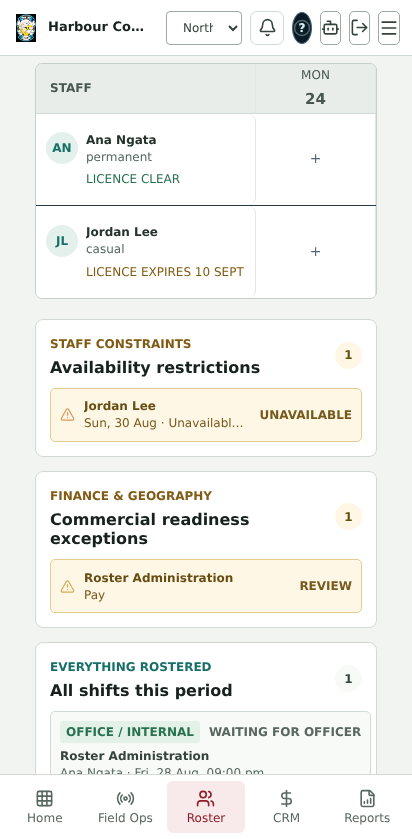 Harbour Co...
North
?
STAFF
MON
24
AN
Ana Ngata
permanent
LICENCE CLEAR
+
JL
Jordan Lee
casual
LICENCE EXPIRES 10 SEPT
+
STAFF CONSTRAINTS
Availability restrictions
1
Jordan Lee
Sun, 30 Aug · Unavailabl...
UNAVAILABLE
FINANCE & GEOGRAPHY
Commercial readiness
exceptions
1
Roster Administration
Pay
REVIEW
EVERYTHING ROSTERED
All shifts this period
1
OFFICE / INTERNAL WAITING FOR OFFICER
Roster Administration
Ana Ngata · Fri, 28 Aug, 09:00 pm
Home
Field Ops
Roster
CRM
Reports